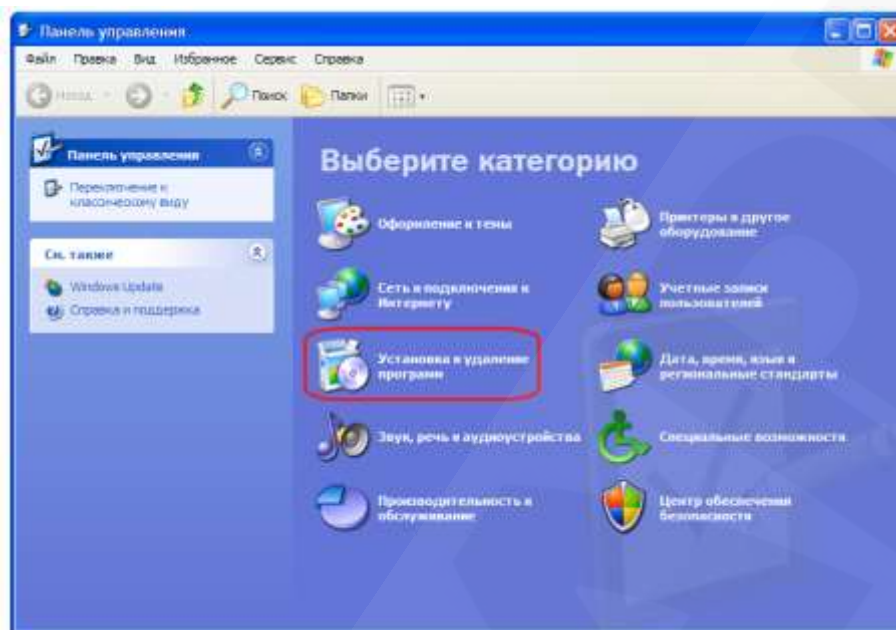 Панель управления
Файл Правка Вид Избранное Сервис Справка
Назад Поиск Папки
Панель управления
Переключение к
классическому виду
См. также
Windows Update
Справка и поддержка
Выберите категорию
Оформление и темы
Принтеры и другое
оборудование
Сеть и подключения к
Интернету
Учетные записи
пользователей
Установка и удаление
программ
Дата, время, язык и
региональные стандарты
Звук, речь и аудиоустройства
Специальные возможности
Производительность и
обслуживание
Центр обеспечения
безопасности